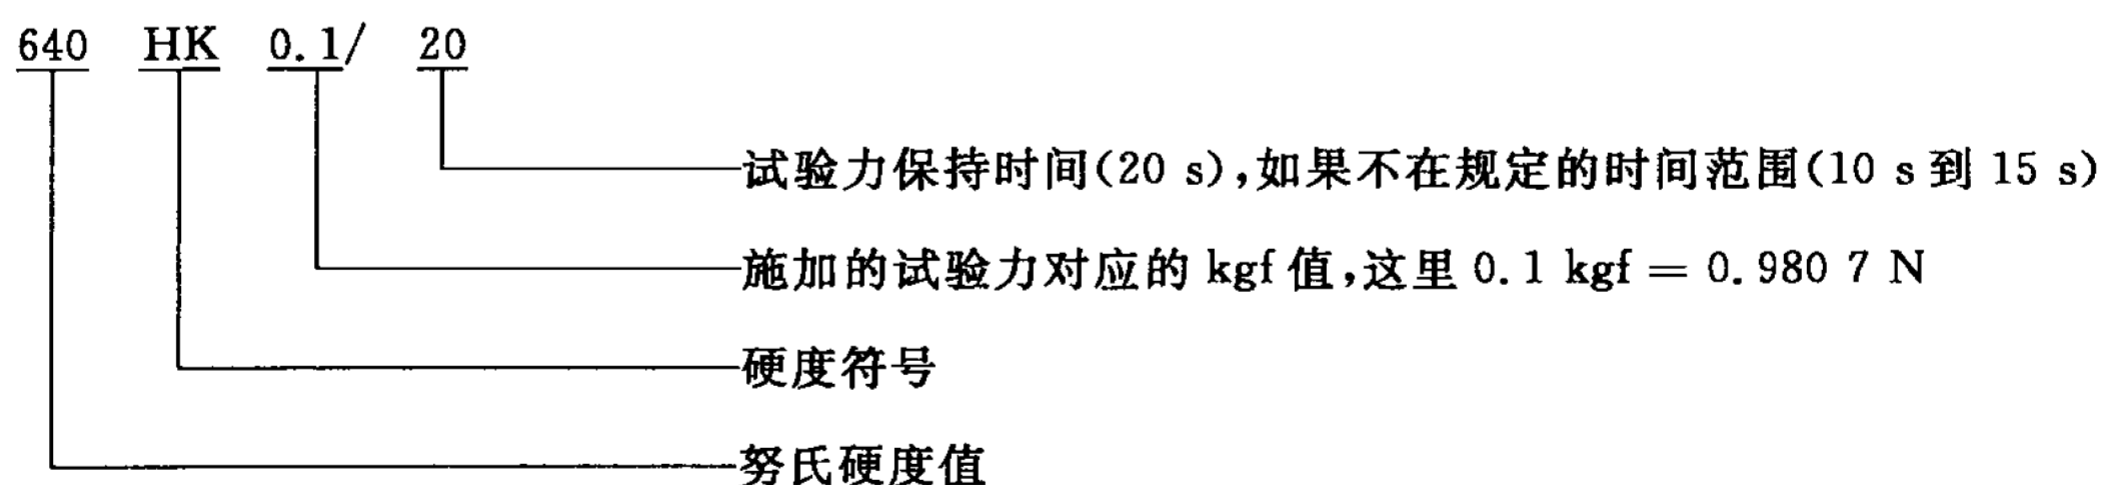 640 HK 0.1/ 20
试验力保持时间(20 s),如果不在规定的时间范围(10 s到 15 s)
施加的试验力对应的 kgf 值,这里 0.1 kgf = 0.980 7 N
硬度符号
努氏硬度值